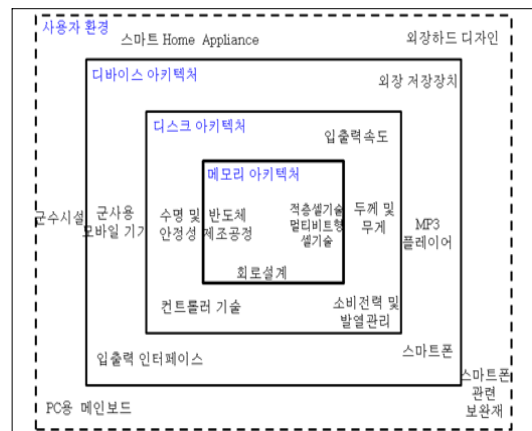 사용자 환경
스마트 Home Appliance
외장하드 디자인
디바이스 아키텍처
외장 저장장치
디스크 아키텍처
입출력속도
메모리 아키텍처
군수시설
군사용
모바일 기기
수명 및
안정성
반도체
제조공정
적층셀기술
멀티비트형
셀기술
두께 및
무게
MP3
플레이어
회로설계
컨트롤러 기술
소비전력 및
발열관리
입출력 인터페이스
스마트폰
PC용 메인보드
스마트폰
관련
보완재